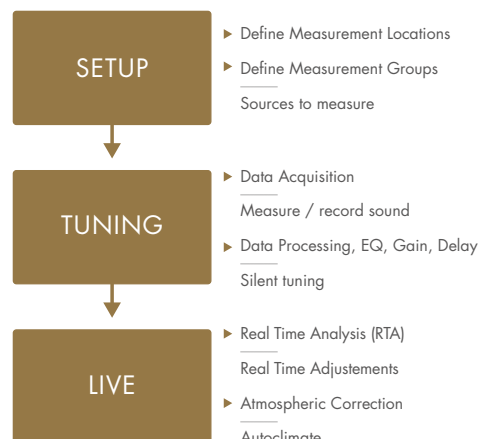 SETUP
Define Measurement Locations
Define Measurement Groups
Sources to measure
TUNING
Data Acquisition
Measure / record sound
Data Processing, EQ, Gain, Delay
Silent tuning
LIVE
Real Time Analysis (RTA)
Real Time Adjustements
Atmospheric Correction
Autoclimate